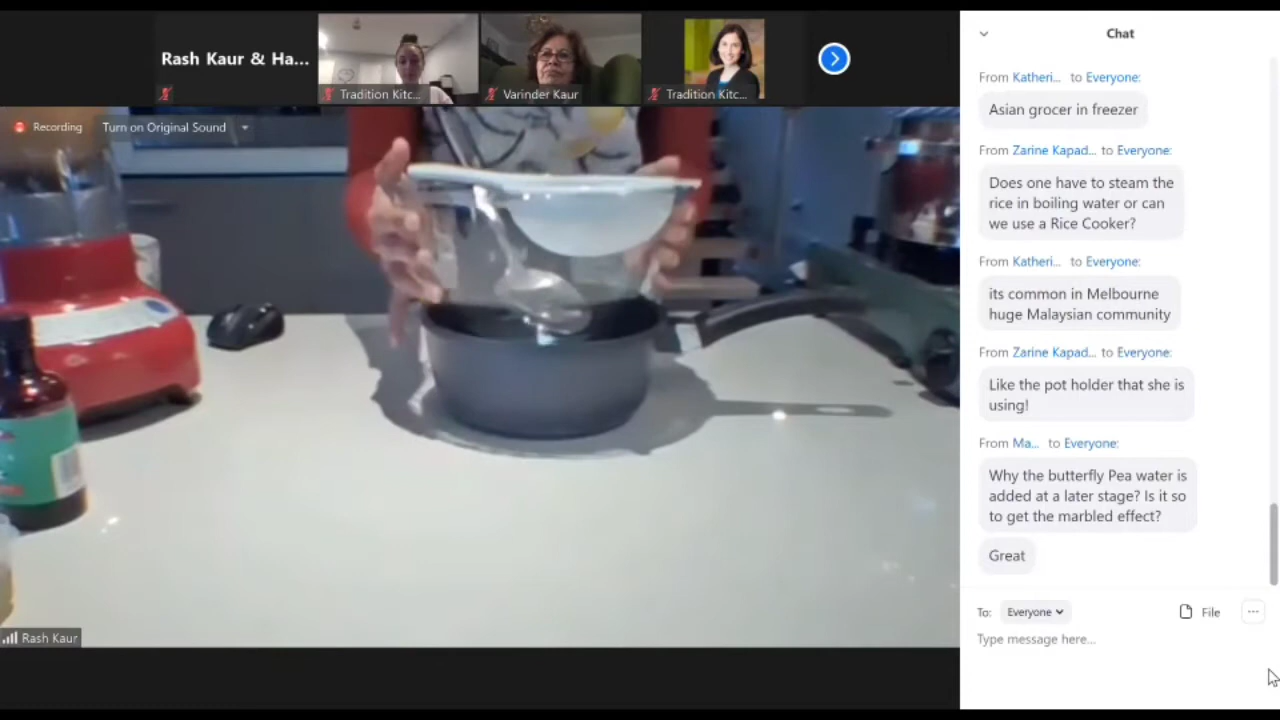 Rash Kaur & Ha...
Tradition Kitc...
Varinder Kaur
Tradition Kitc...
Recording
Turn on Original Sound
Rash Kaur
Chat
From Katheri... to Everyone:
Asian grocer in freezer
From Zarine Kapad... to Everyone:
Does one have to steam the
rice in boiling water or can
we use a Rice Cooker?
From Katheri... to Everyone:
its common in Melbourne
huge Malaysian community
From Zarine Kapad... to Everyone:
Like the pot holder that she is
using!
From Ma... to Everyone:
Why the butterfly Pea water is
added at a later stage? Is it so
to get the marbled effect?
Great
To: Everyone
File
Type message here...